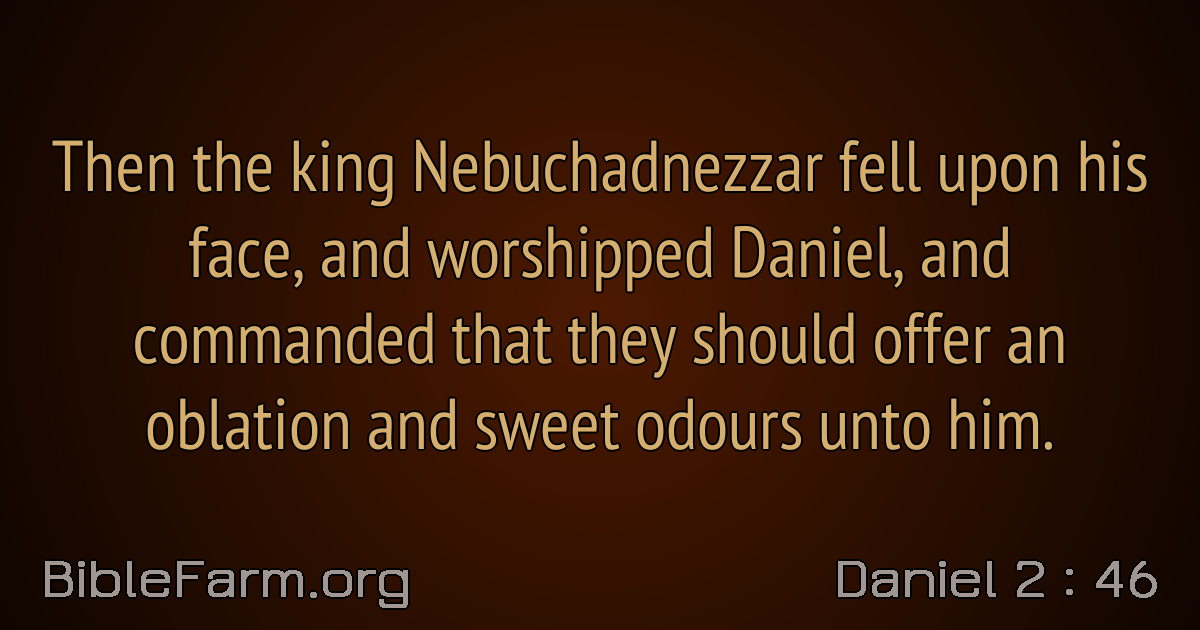 Then the king Nebuchadnezzar fell upon his
face, and worshipped Daniel, and
commanded that they should offer an
oblation and sweet odours unto him.
BibleFarm.org
Daniel 2 : 46